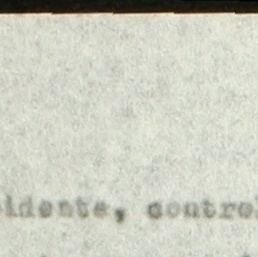 idente, control